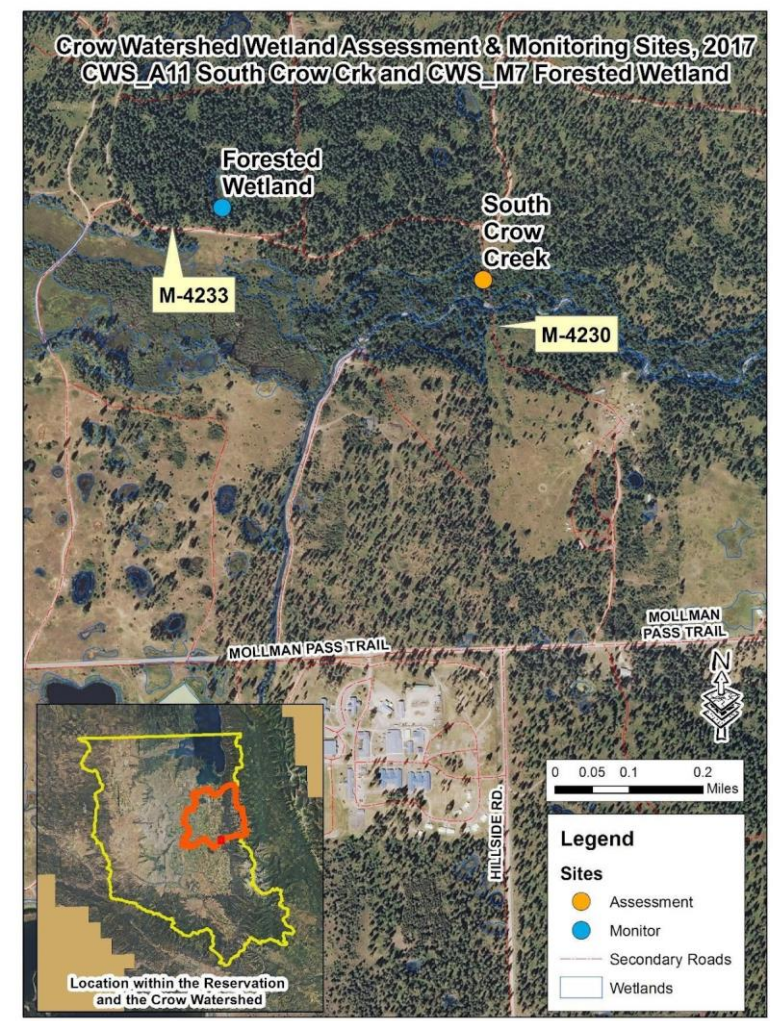 Crow Watershed Wetland Assessment & Monitoring Sites, 2017
CWS_A11 South Crow Crk and CWS_M7 Forested Wetland
Forested
Wetland
South
Crow
Creek
M-4233
M-4230
MOLLMAN PASS TRAIL
MOLLMAN
PASS TRAIL
N
HILLSIDE RD.
0 0.05 0.1 0.2
Miles
Legend
Sites
Assessment
Monitor
Secondary Roads
Wetlands
Location within the Reservation
and the Crow Watershed